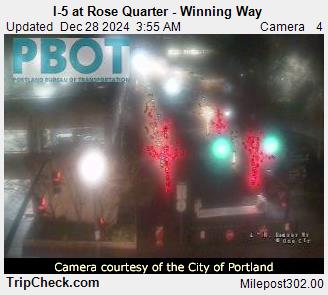 I-5 at Rose Quarter - Winning Way
Updated Dec 28 2024 3:55 AM Camera 4
PBOT
PORTLAND BUREAU OF TRANSPORTATION
Camera courtesy of the City of Portland
TripCheck.com Milepost302.00